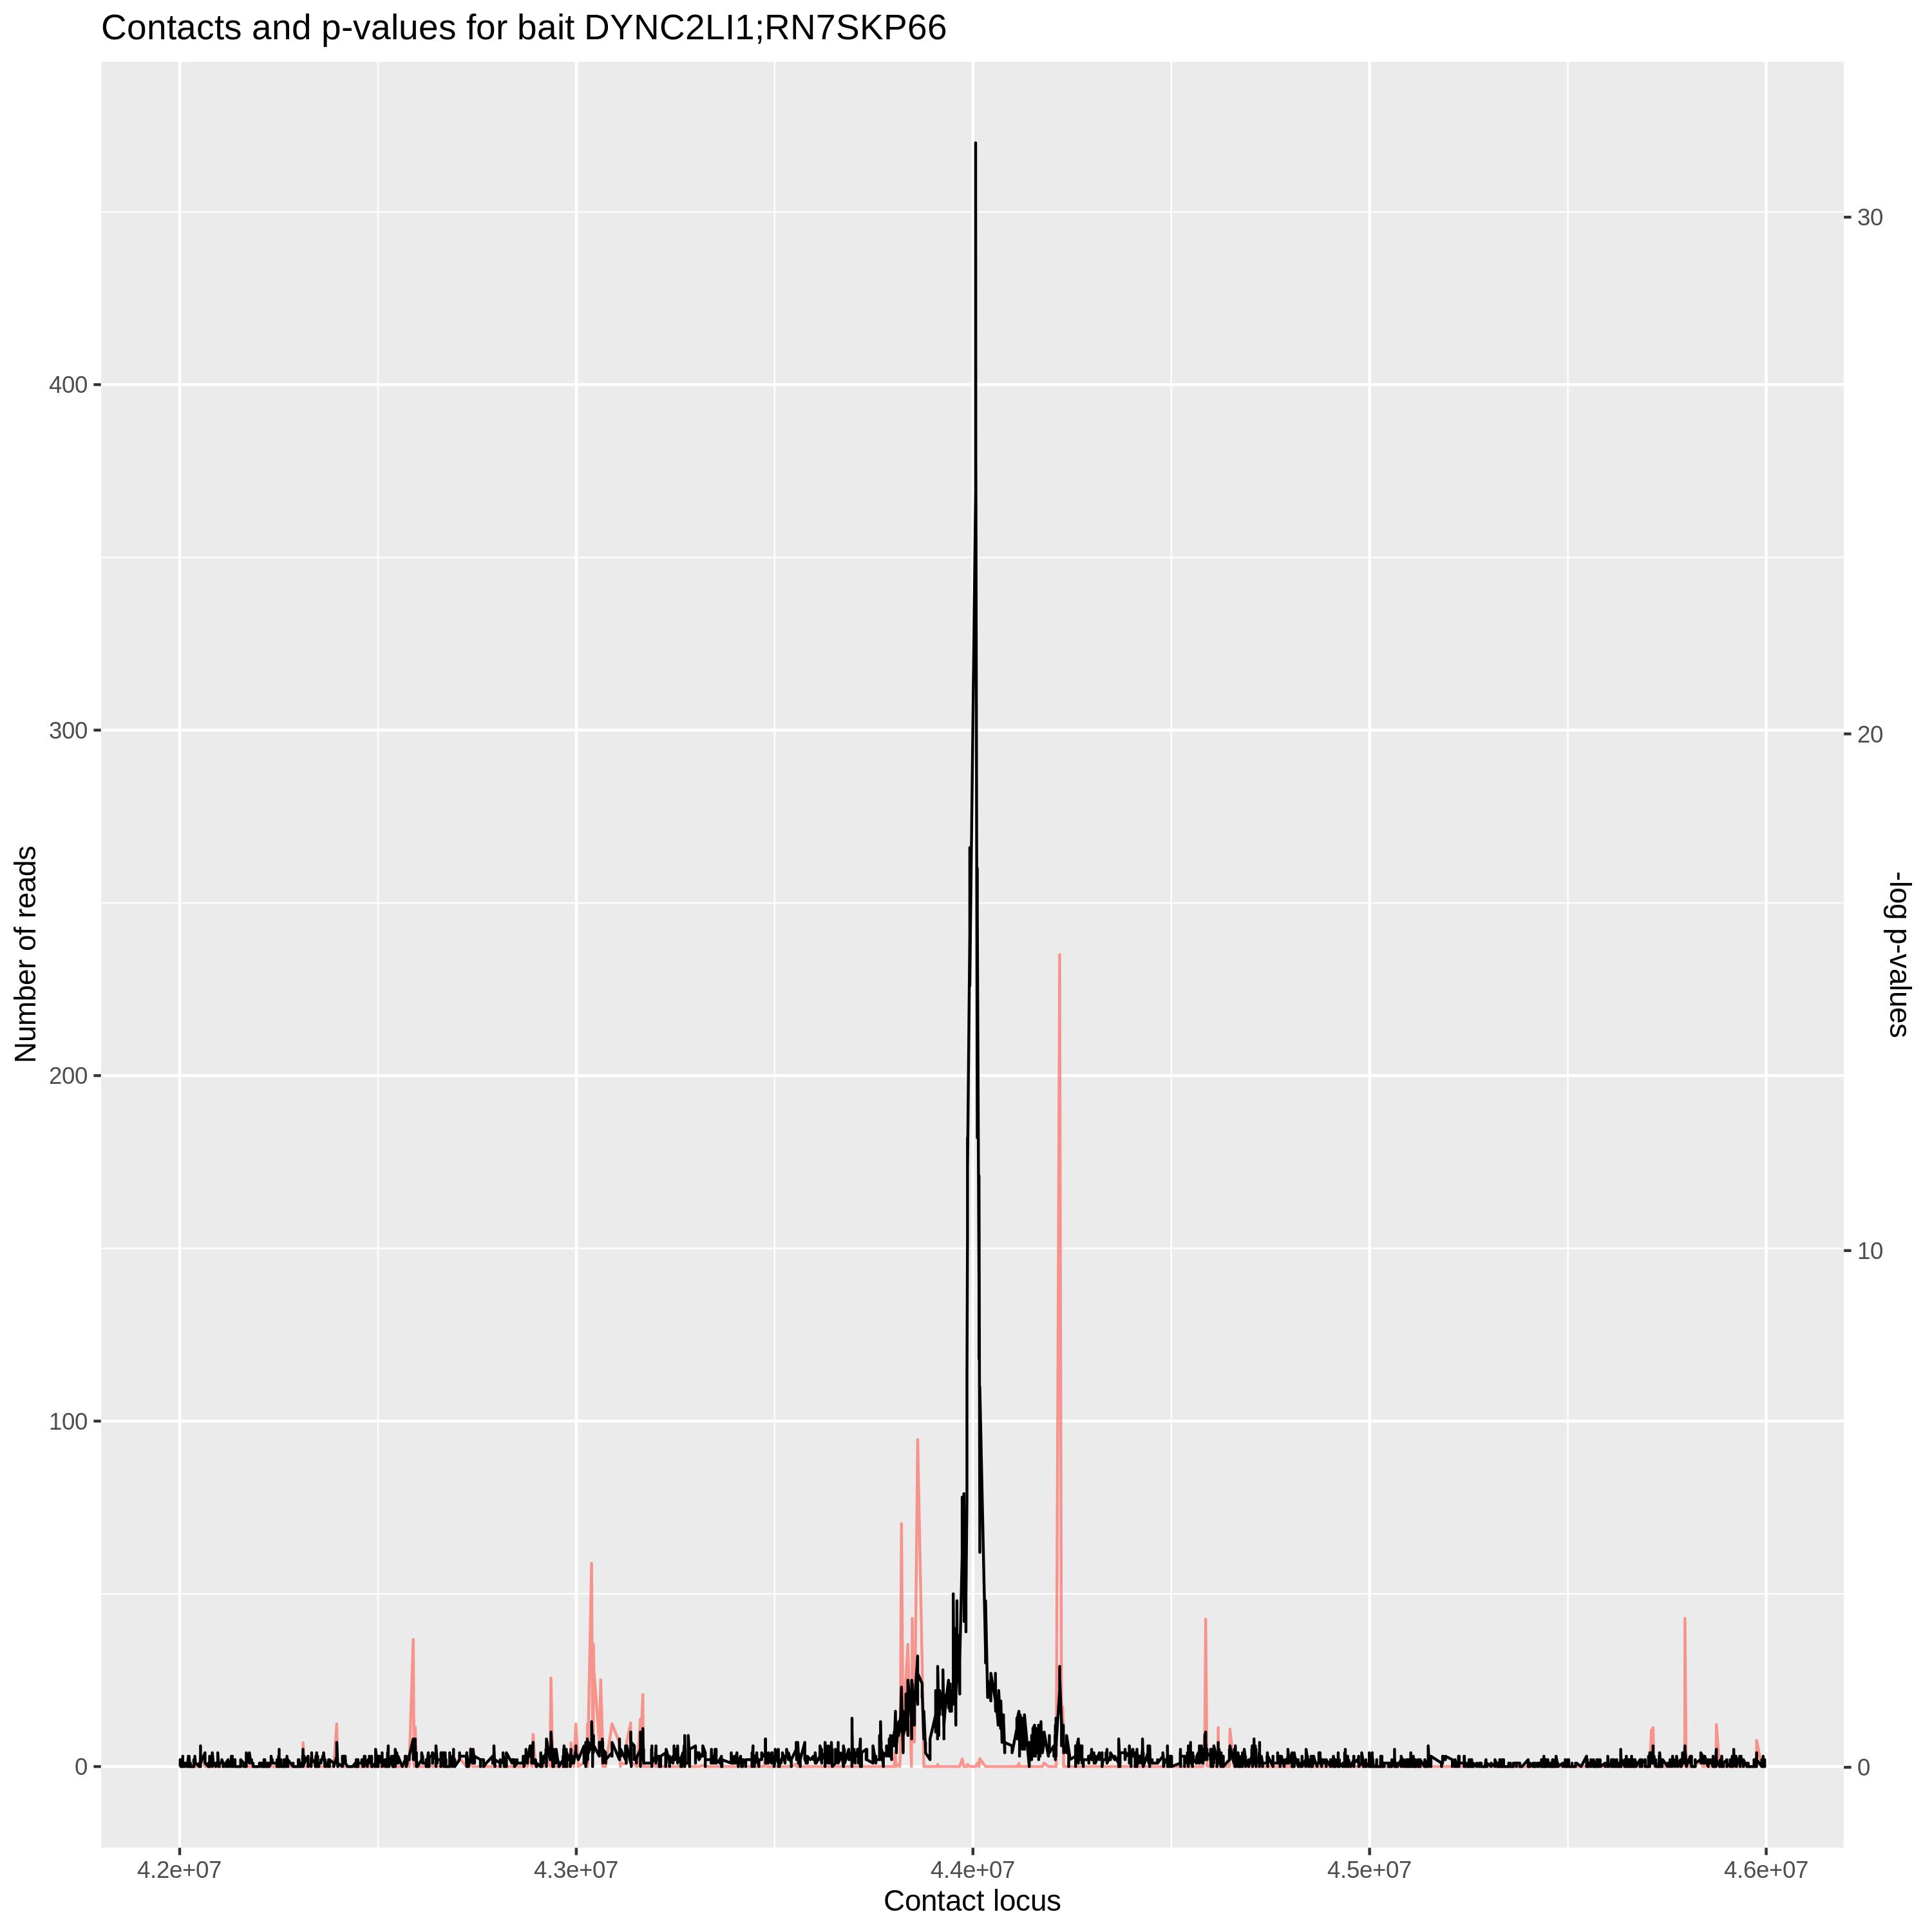 Contacts and p-values for bait DYNC2LI1;RN7SKP66
Number of reads
400
300
200
100
0
30
20
10
0
-log p-values
4.2e+07 4.3e+07 4.4e+07 4.5e+07 4.6e+07
Contact locus